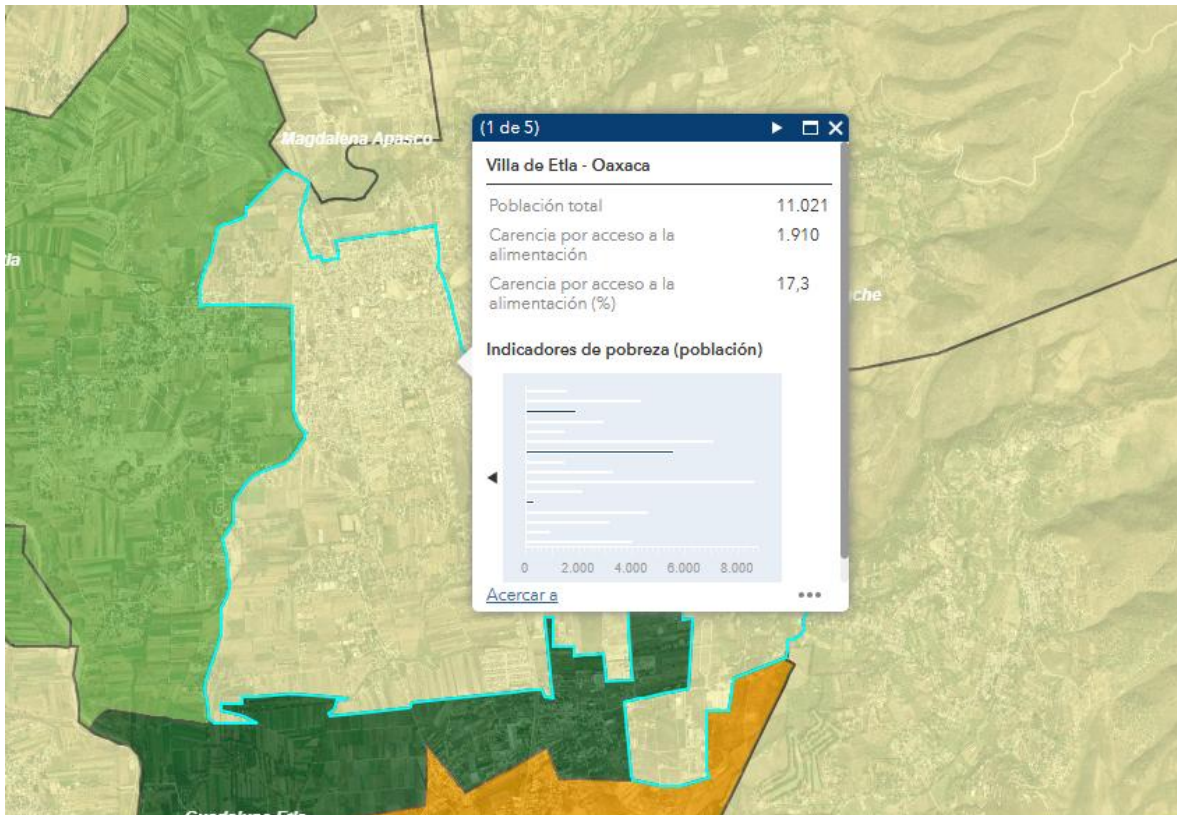 Magdalena Apasco
(1 de 5)
Villa de Etla - Oaxaca
Población total 11.021
Carencia por acceso a la 1.910
alimentación
Carencia por acceso a la 17,3
alimentación (%)
Indicadores de pobreza (población)
0 2.000 4.000 6.000 8.000
Acercar a